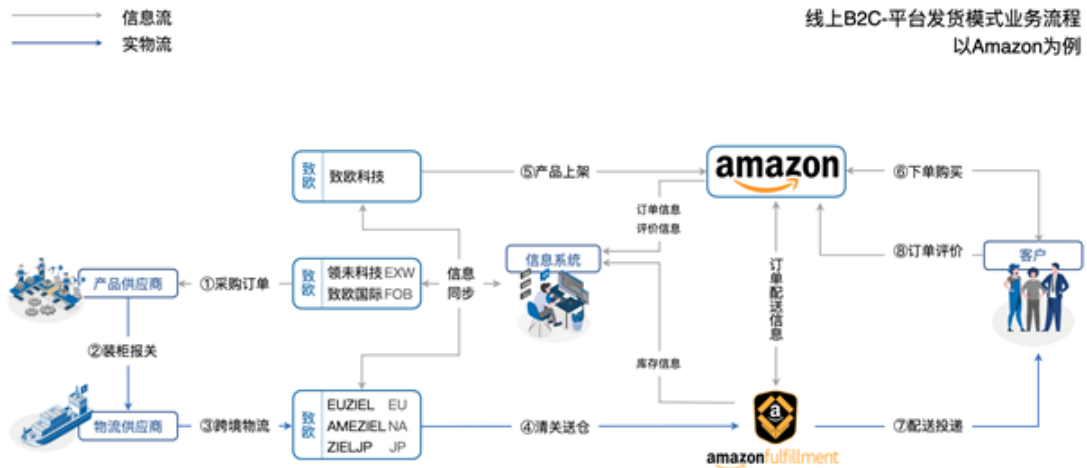 信息流
实物流
线上B2C-平台发货模式业务流程
以Amazon为例
致欧
致欧科技
⑤产品上架
amazon
⑥下单购买
订单信息
评价信息
⑧订单评价
客户
产品供应商
①采购订单
致欧
领未科技EXW
致欧国际FOB
信息
同步
信息系统
订单配送信息
②装柜报关
库存信息
物流供应商
③跨境物流
致欧
EUZIEL EU
AMEZIEL NA
ZIELJP JP
④清关送仓
a
⑦配送投递
amazonfulfillment